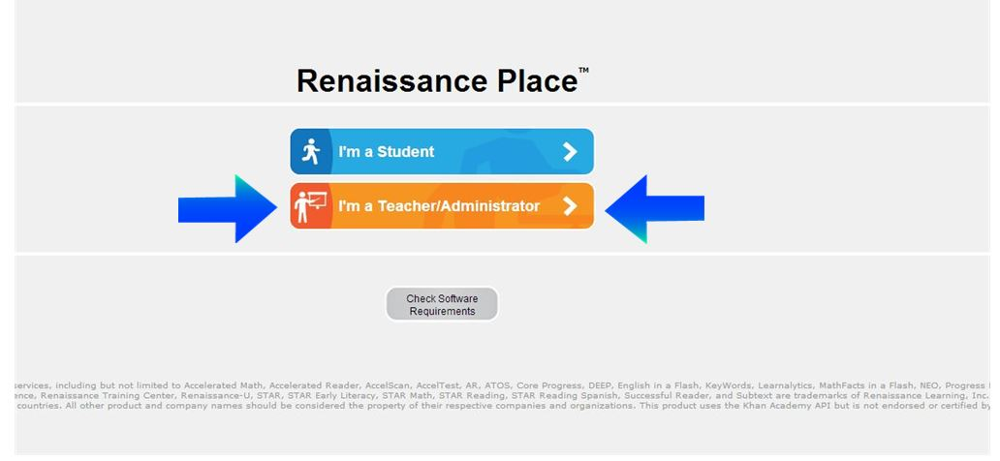 Renaissance Place™
I'm a Student
I'm a Teacher/Administrator
Check Software
Requirements
services, including but not limited to Accelerated Math, Accelerated Reader, AccelScan, AccelTest, AR, ATOS, Core Progress, DEEP, English in a Flash, KeyWords, Learnalytics, MathFacts in a Flash, NEO, Progress
ence, Renaissance Training Center, Renaissance-U, STAR, STAR Early Literacy, STAR Math, STAR Reading, STAR Reading Spanish, Successful Reader, and Subtext are trademarks of Renaissance Learning, Inc.
countries. All other product and company names should be considered the property of their respective companies and organizations. This product uses the Khan Academy API but is not endorsed or certified by